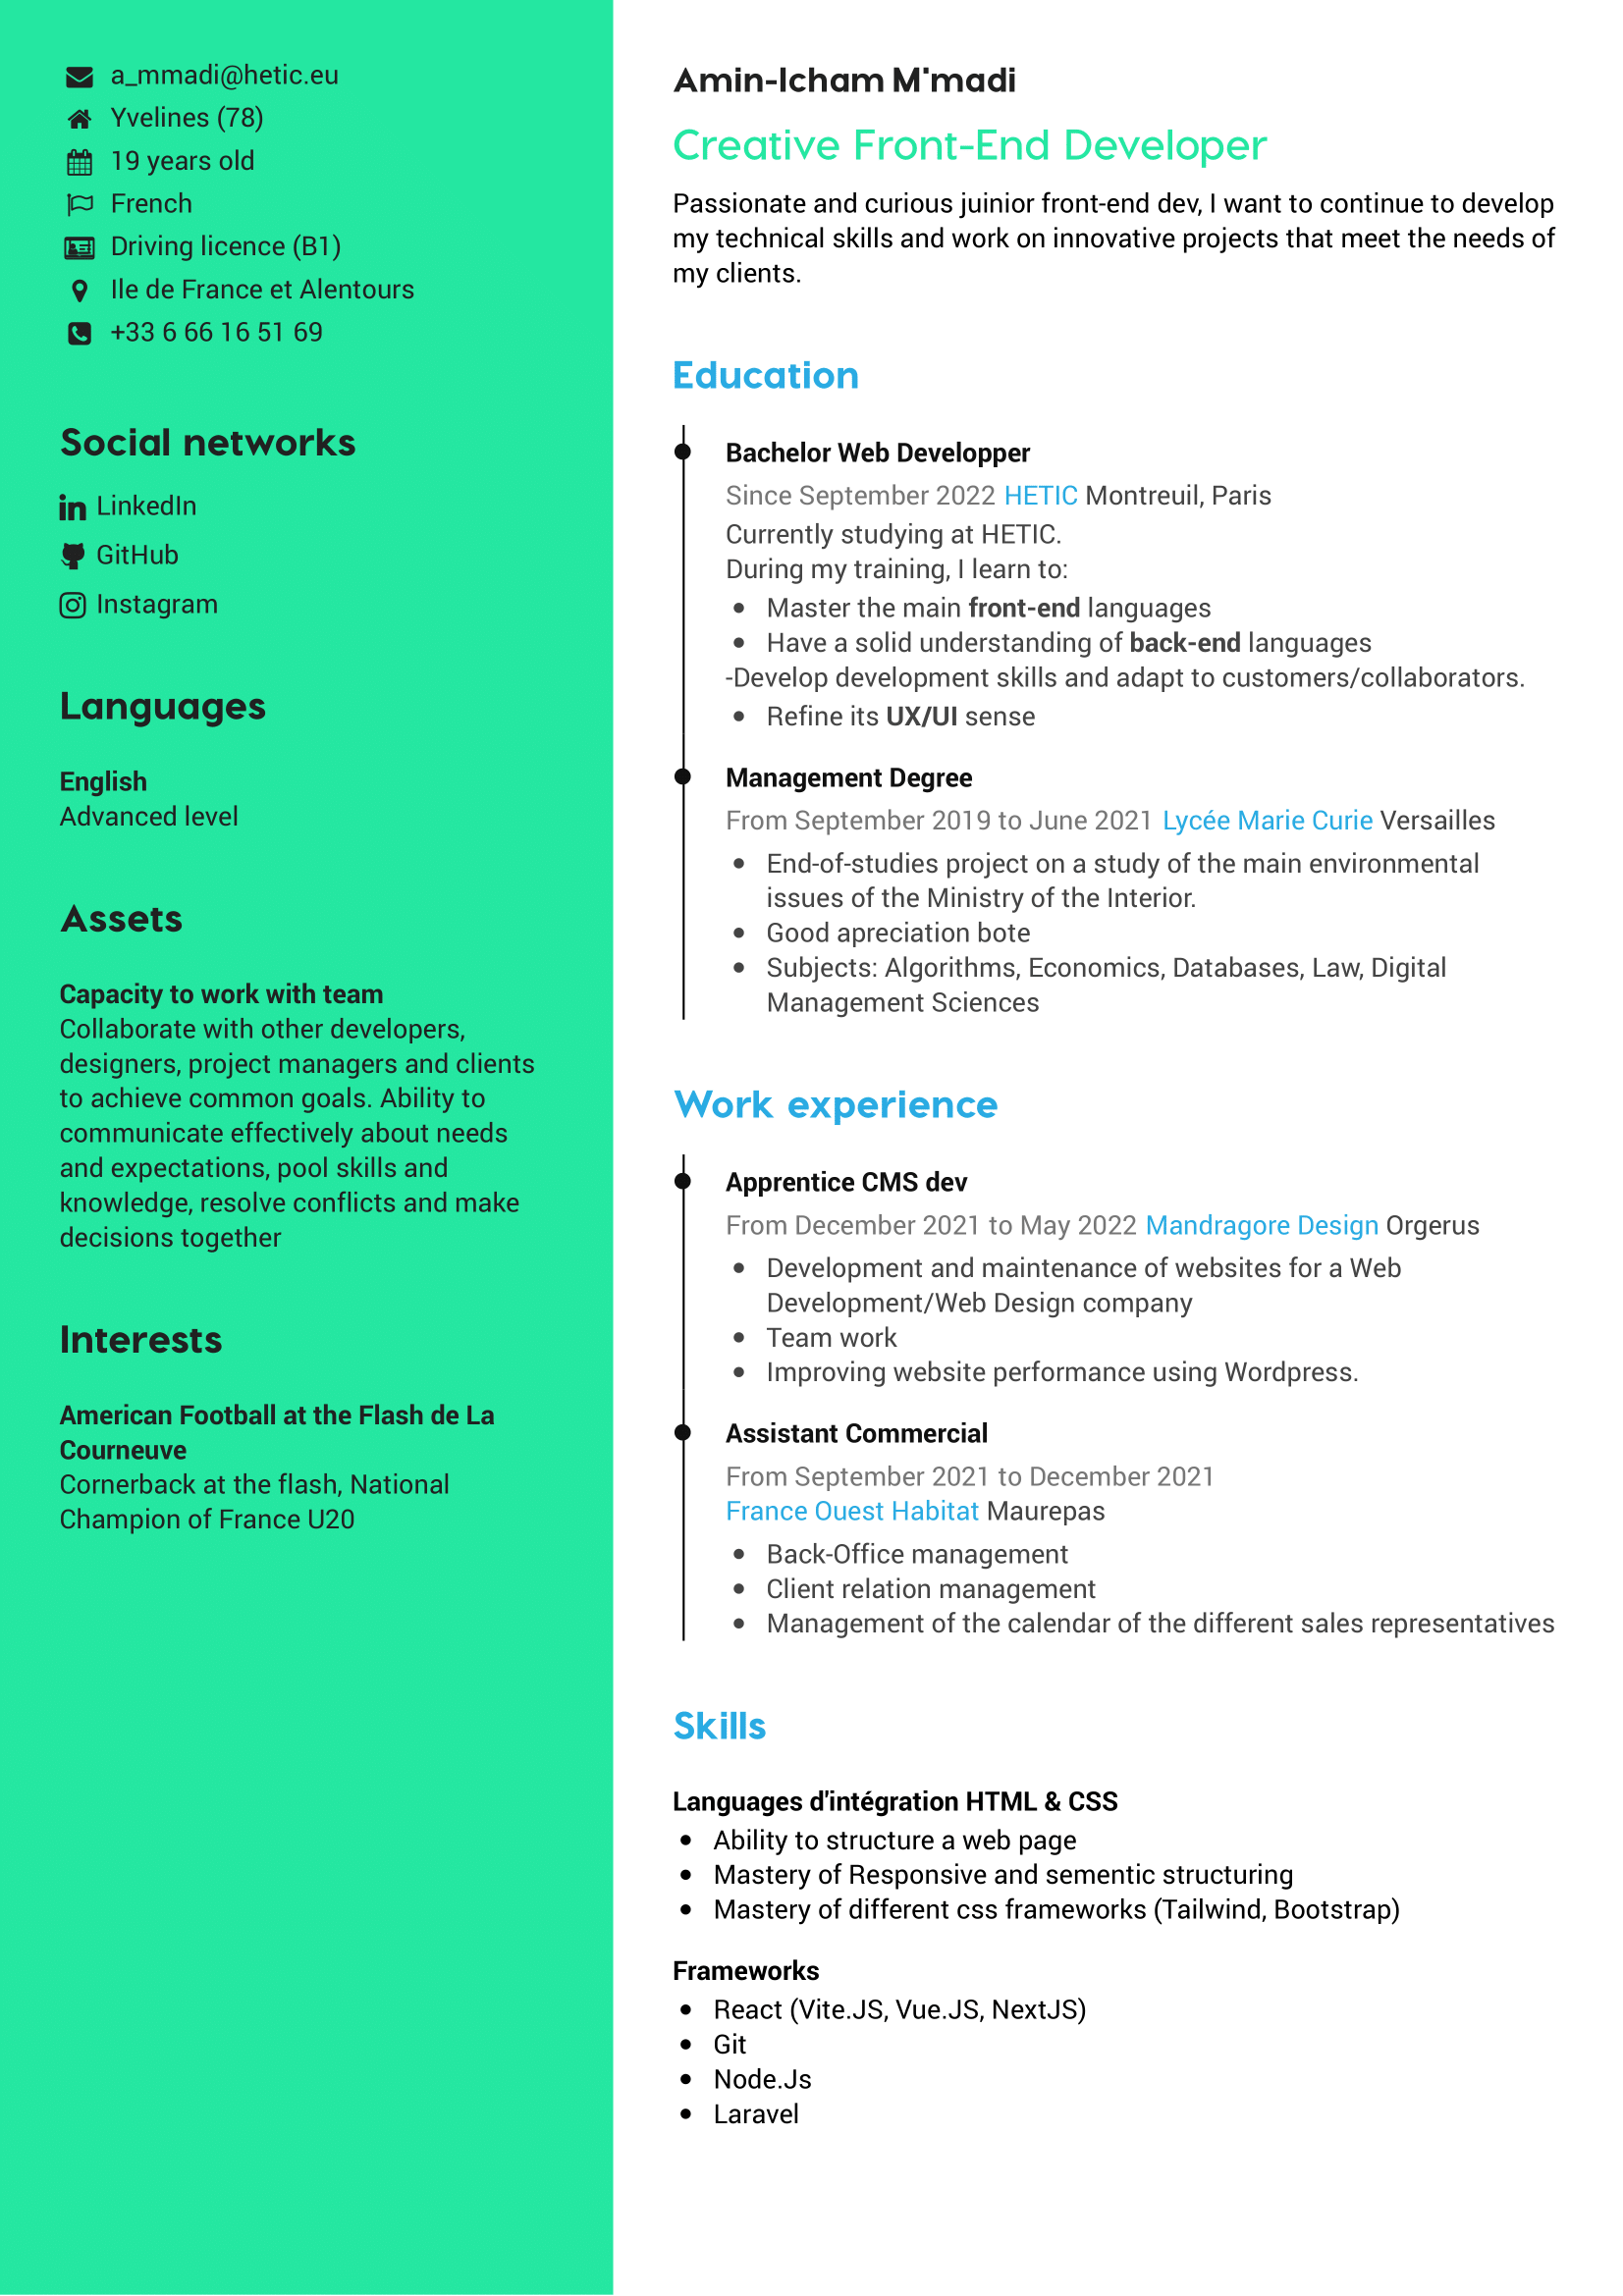 a_mmadi@hetic.eu
Yvelines (78)
19 years old
French
Driving licence (B1)
Ile de France et Alentours
+33 6 66 16 51 69
Social networks
LinkedIn
GitHub
Instagram
Languages
English
Advanced level
Assets
Capacity to work with team
Collaborate with other developers,
designers, project managers and clients
to achieve common goals. Ability to
communicate effectively about needs
and expectations, pool skills and
knowledge, resolve conflicts and make
decisions together
Interests
American Football at the Flash de La
Courneuve
Cornerback at the flash, National
Champion of France U20
Amin-Icham M'madi
Creative Front-End Developer
Passionate and curious juinior front-end dev, I want to continue to develop
my technical skills and work on innovative projects that meet the needs of
my clients.
Education
Bachelor Web Developper
Since September 2022 HETIC Montreuil, Paris
Currently studying at HETIC.
During my training, I learn to:
• Master the main front-end languages
• Have a solid understanding of back-end languages
-Develop development skills and adapt to customers/collaborators.
• Refine its UX/UI sense
Management Degree
From September 2019 to June 2021 Lycée Marie Curie Versailles
• End-of-studies project on a study of the main environmental
issues of the Ministry of the Interior.
• Good apreciation bote
• Subjects: Algorithms, Economics, Databases, Law, Digital
Management Sciences
Work experience
Apprentice CMS dev
From December 2021 to May 2022 Mandragore Design Orgerus
• Development and maintenance of websites for a Web
Development/Web Design company
• Team work
• Improving website performance using Wordpress.
Assistant Commercial
From September 2021 to December 2021
France Ouest Habitat Maurepas
• Back-Office management
• Client relation management
• Management of the calendar of the different sales representatives
Skills
Languages d'intégration HTML & CSS
• Ability to structure a web page
• Mastery of Responsive and sementic structuring
• Mastery of different css frameworks (Tailwind, Bootstrap)
Frameworks
• React (Vite.JS, Vue.JS, NextJS)
• Git
• Node.Js
• Laravel